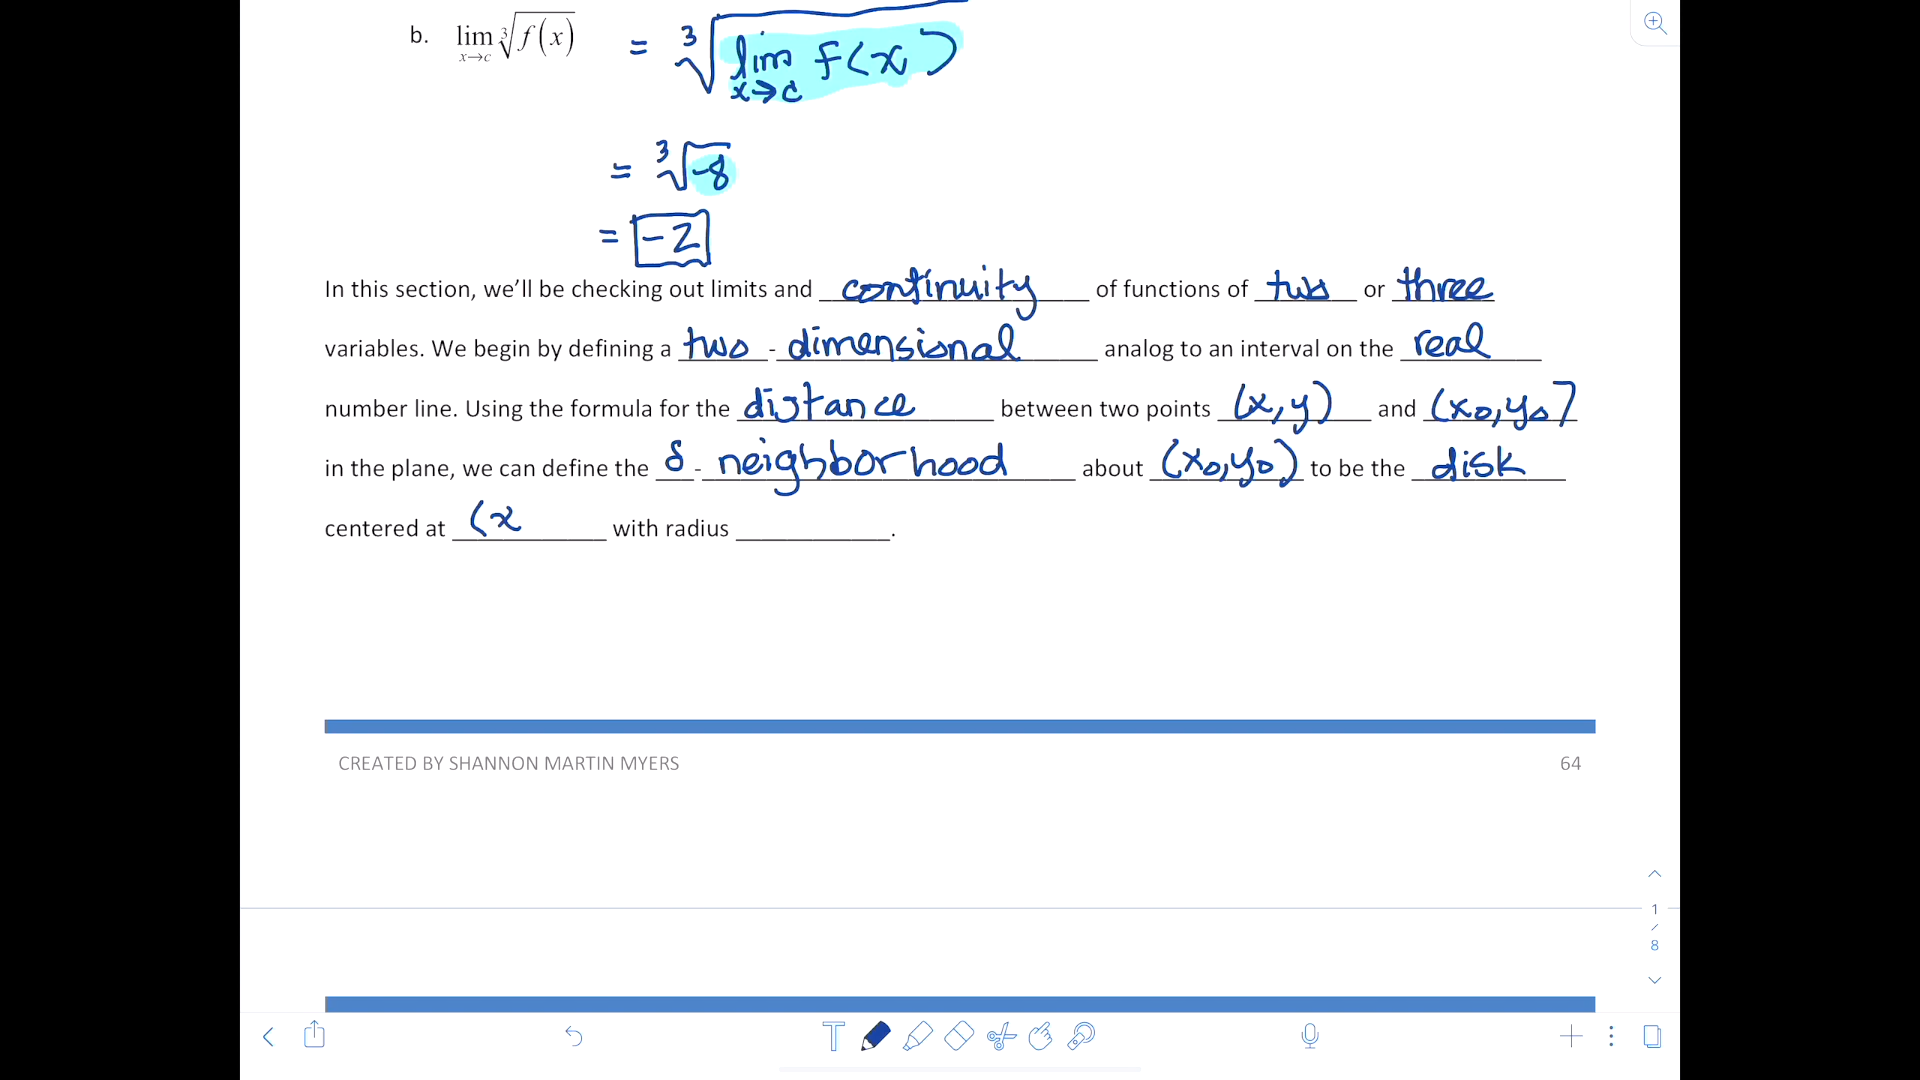 b. lim x→c ∛f(x) = ∛lim x→c f(x)
= ∛-8
= -2
In this section, we'll be checking out limits and continuity of functions of two or three
variables. We begin by defining a two - dimensional analog to an interval on the real
number line. Using the formula for the distance between two points (x,y) and (x₀,y₀)
in the plane, we can define the δ - neighborhood about (x₀,y₀) to be the disk
centered at (x with radius ____________.
CREATED BY SHANNON MARTIN MYERS 64
1
/
8
T